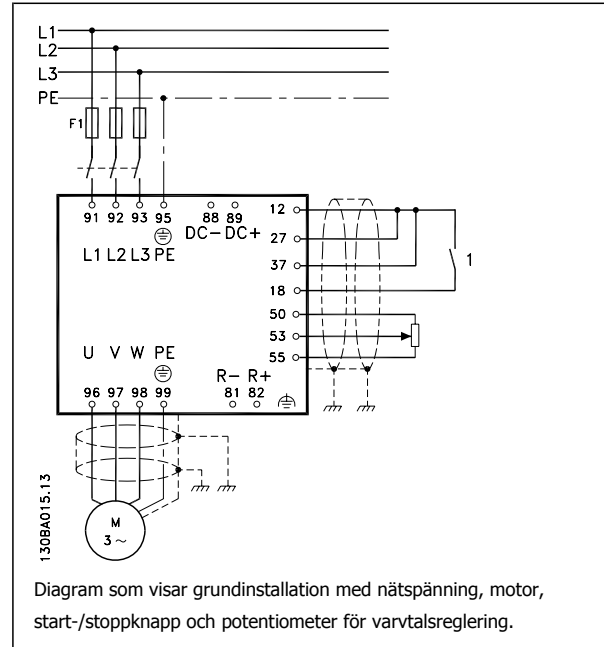 L1
L2
L3
PE
F1
91 92 93 95 88 89 12
DC- DC+
27
L1 L2 L3 PE
37
1
18
50
53
U V W PE
55
R- R+
96 97 98 99 81 82
130BA015.13
M
3 ~
Diagram som visar grundinstallation med nätspänning, motor,
start-/stoppknapp och potentiometer för varvtalsreglering.